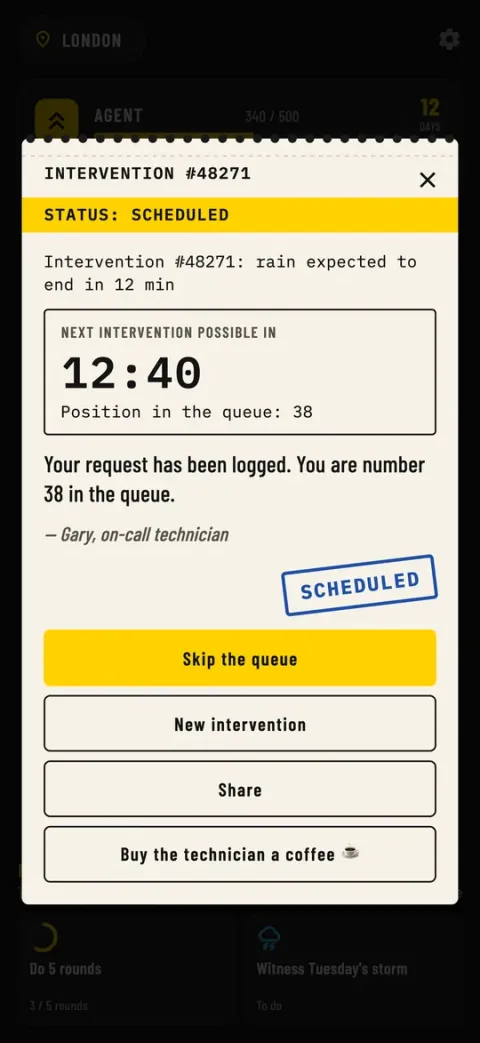 LONDON
AGENT
340 / 500
12
DAYS
INTERVENTION #48271
STATUS: SCHEDULED
Intervention #48271: rain expected to
end in 12 min
NEXT INTERVENTION POSSIBLE IN
12:40
Position in the queue: 38
Your request has been logged. You are number
38 in the queue.
– Gary, on-call technician
SCHEDULED
Skip the queue
New intervention
Share
Buy the technician a coffee ☕
Do 5 rounds
3 / 5 rounds
Witness Tuesday's storm
To do